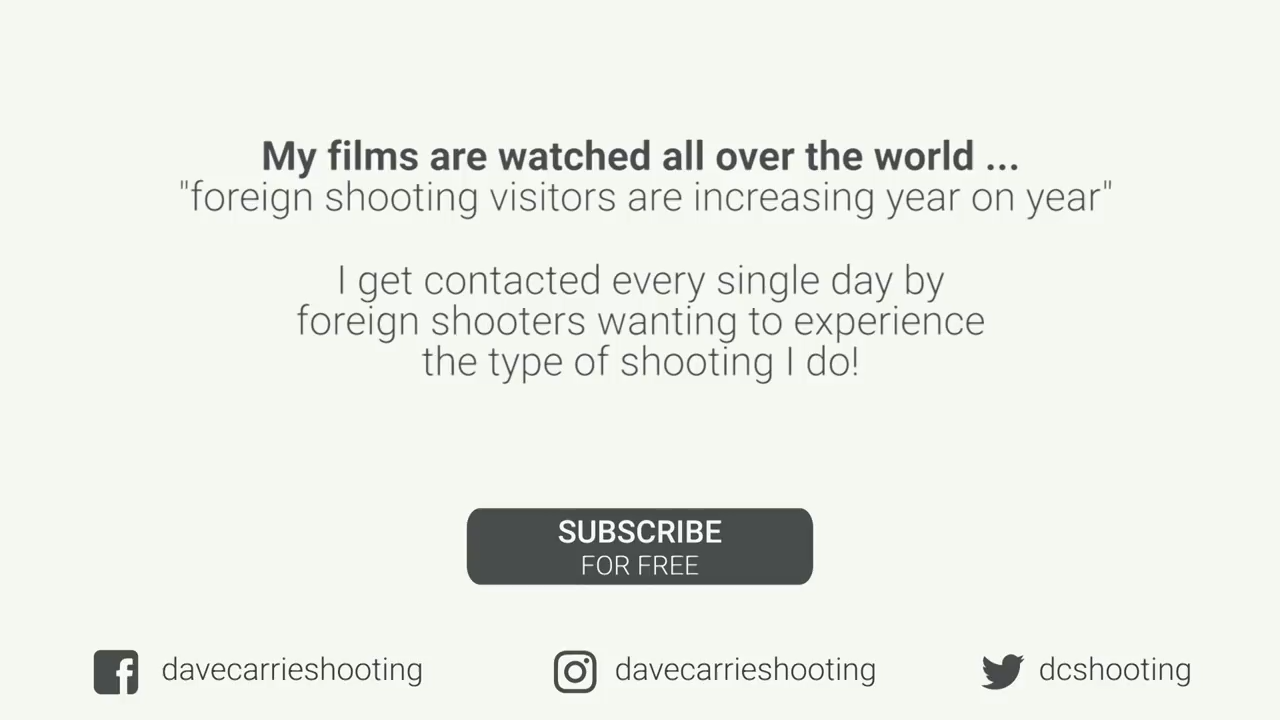 My films are watched all over the world ...
"foreign shooting visitors are increasing year on year"
I get contacted every single day by
foreign shooters wanting to experience
the type of shooting I do!
SUBSCRIBE
FOR FREE
davecarrieshooting
davecarrieshooting
dcshooting